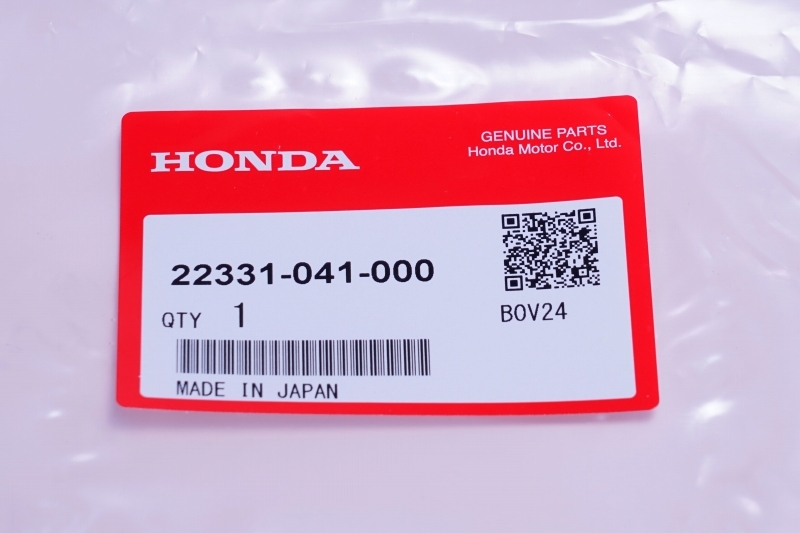 HONDA
GENUINE PARTS
Honda Motor Co., Ltd.
22331-041-000
QTY 1
B0V24
MADE IN JAPAN